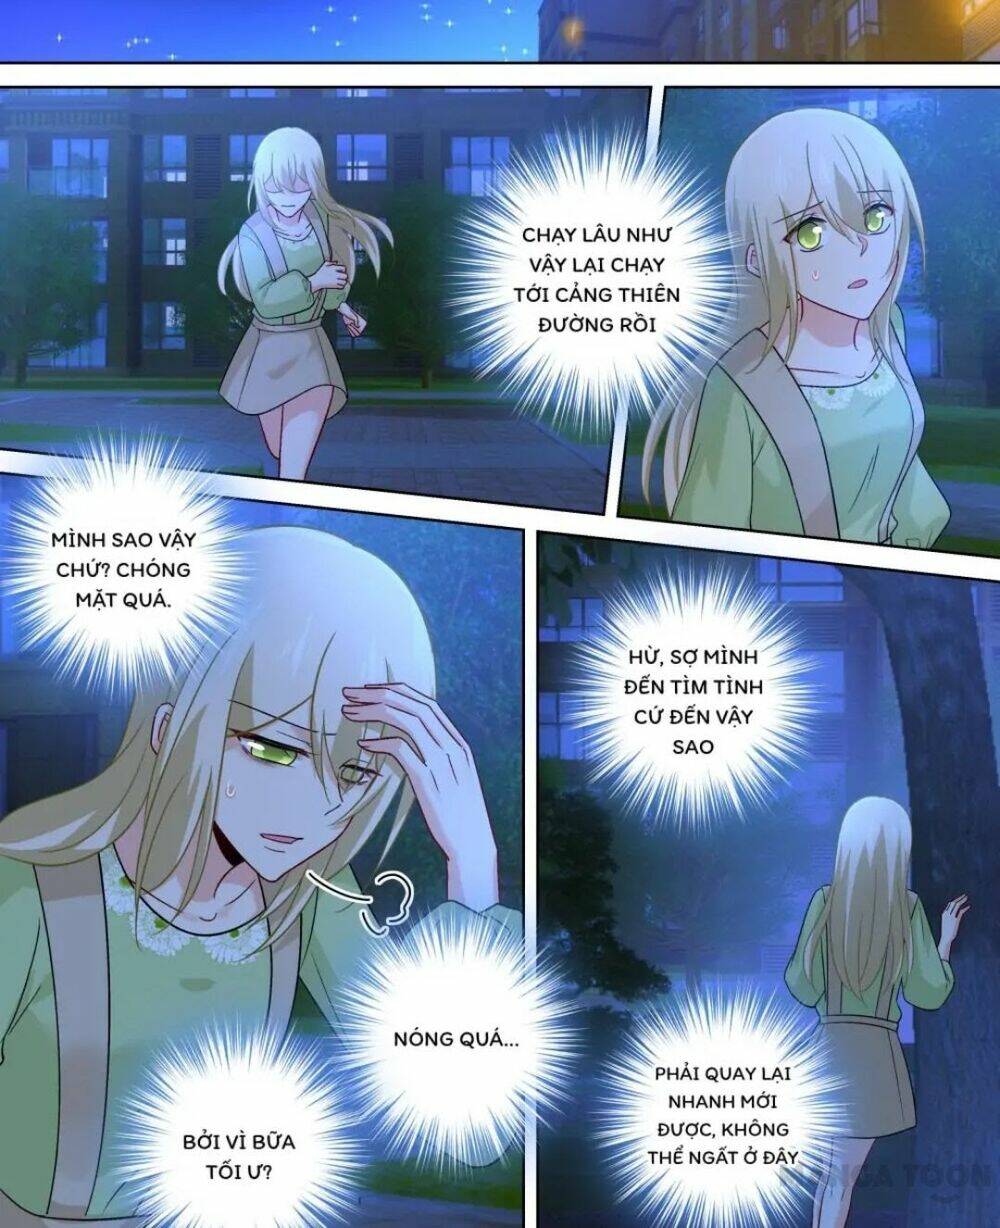 CHẠY LÂU NHƯ
VẬY LẠI CHẠY
TỚI CẢNG THIÊN
ĐƯỜNG RỒI
MÌNH SAO VẬY
CHỨ? CHÓNG
MẶT QUÁ.
NÓNG QUÁ...
BỞI VÌ BỮA
TỐI Ư?
HỪ, SỢ MÌNH
ĐẾN TÌM TÌNH
CỨ ĐẾN VẬY
SAO
PHẢI QUAY LẠI
NHANH MỚI
ĐƯỢC, KHÔNG
THỂ NGẤT Ở ĐÂY
MANGA TOON